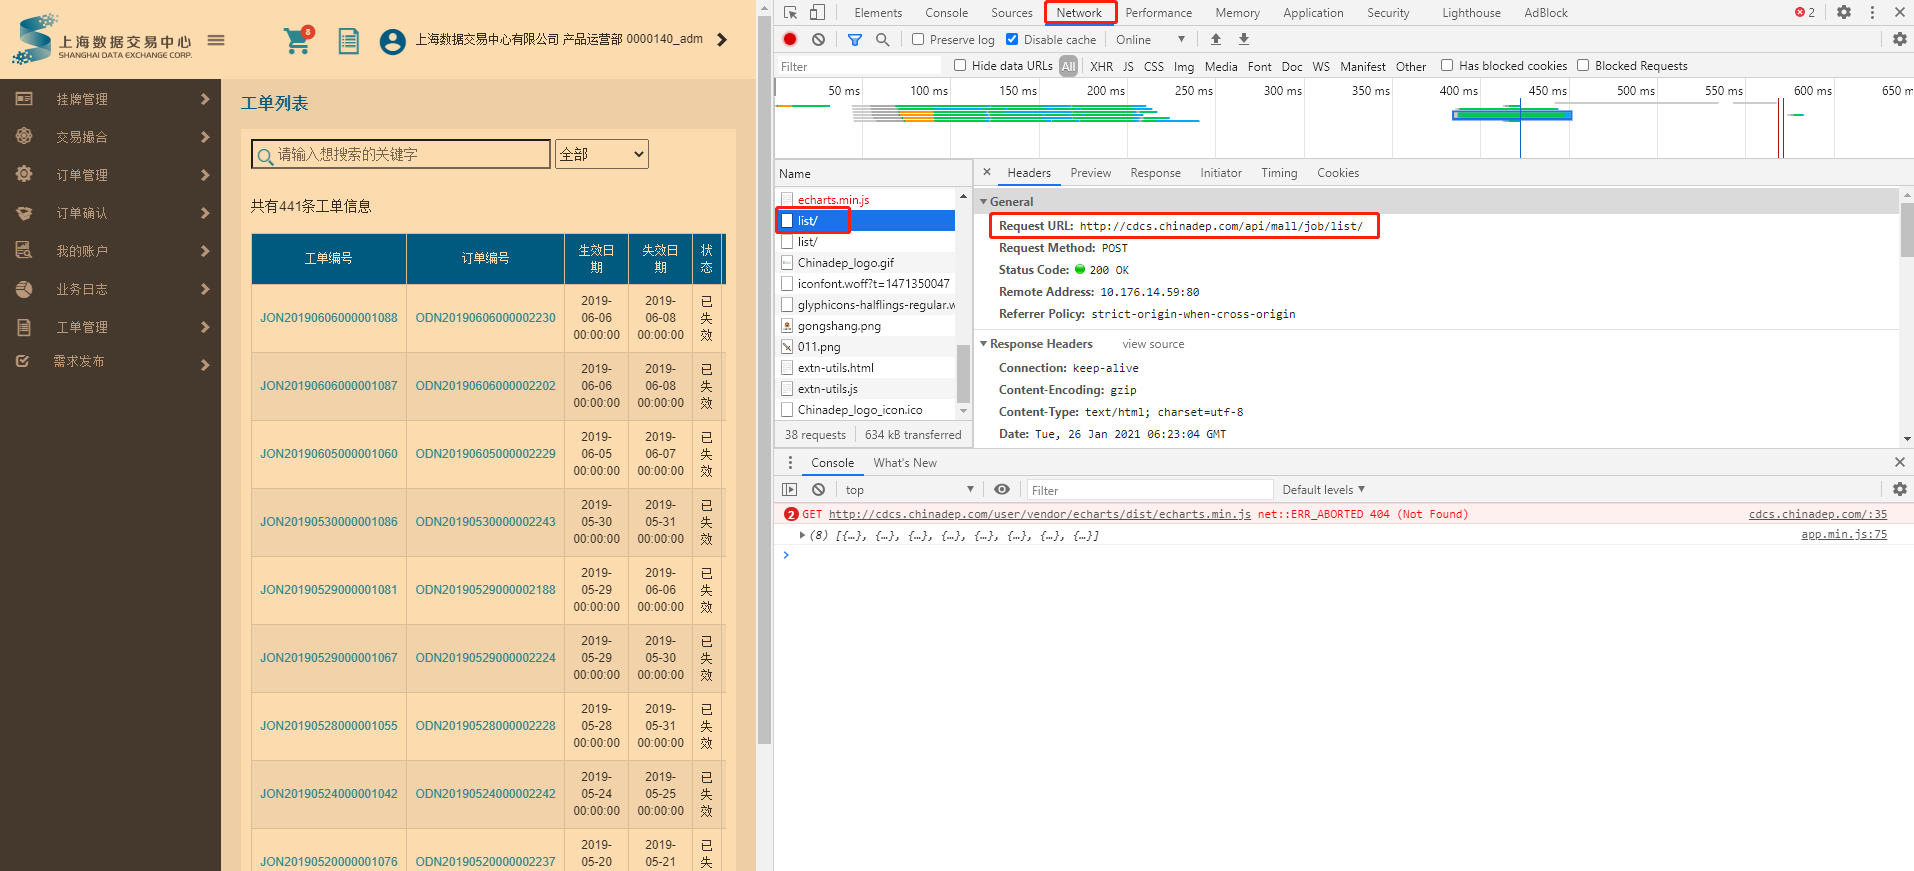 上海数据交易中心
SHANGHAI DATA EXCHANGE CORP.
8
上海数据交易中心有限公司 产品运营部 0000140_adm
挂牌管理
交易撮合
订单管理
订单确认
我的账户
业务日志
工单管理
需求发布
工单列表
请输入想搜索的关键字
全部
共有441条工单信息
工单编号 订单编号 生效日期 失效日期 状态
JON20190606000001088 ODN20190606000002230 2019-06-06 00:00:00 2019-06-08 00:00:00 已失效
JON20190606000001087 ODN20190606000002202 2019-06-06 00:00:00 2019-06-08 00:00:00 已失效
JON20190605000001060 ODN20190605000002229 2019-06-05 00:00:00 2019-06-07 00:00:00 已失效
JON20190530000001086 ODN20190530000002243 2019-05-30 00:00:00 2019-05-31 00:00:00 已失效
JON20190529000001081 ODN20190529000002188 2019-05-29 00:00:00 2019-06-06 00:00:00 已失效
JON20190529000001067 ODN20190529000002224 2019-05-29 00:00:00 2019-05-30 00:00:00 已失效
JON20190528000001055 ODN20190528000002228 2019-05-28 00:00:00 2019-05-31 00:00:00 已失效
JON20190524000001042 ODN20190524000002242 2019-05-24 00:00:00 2019-05-25 00:00:00 已失效
JON20190520000001076 ODN20190520000002237 2019-05-20 2019-05-21 已失
Elements Console Sources Network Performance Memory Application Security Lighthouse AdBlock 2
Preserve log Disable cache Online
Filter Hide data URLs All XHR JS CSS Img Media Font Doc WS Manifest Other Has blocked cookies Blocked Requests
50 ms 100 ms 150 ms 200 ms 250 ms 300 ms 350 ms 400 ms 450 ms 500 ms 550 ms 600 ms 650 m
Name
echarts.min.js
list/
list/
Chinadep_logo.gif
iconfont.woff?t=1471350047
glyphicons-halflings-regular.w
gongshang.png
011.png
extn-utils.html
extn-utils.js
Chinadep_logo_icon.ico
38 requests 634 kB transferred
Headers Preview Response Initiator Timing Cookies
General
Request URL: http://cdcs.chinadep.com/api/mall/job/list/
Request Method: POST
Status Code: 200 OK
Remote Address: 10.176.14.59:80
Referrer Policy: strict-origin-when-cross-origin
Response Headers view source
Connection: keep-alive
Content-Encoding: gzip
Content-Type: text/html; charset=utf-8
Date: Tue, 26 Jan 2021 06:23:04 GMT
Console What's New
top Filter Default levels
2 GET http://cdcs.chinadep.com/user/vendor/echarts/dist/echarts.min.js net::ERR_ABORTED 404 (Not Found) cdcs.chinadep.com/:35
(8) [{…}, {…}, {…}, {…}, {…}, {…}, {…}, {…}] app.min.js:75